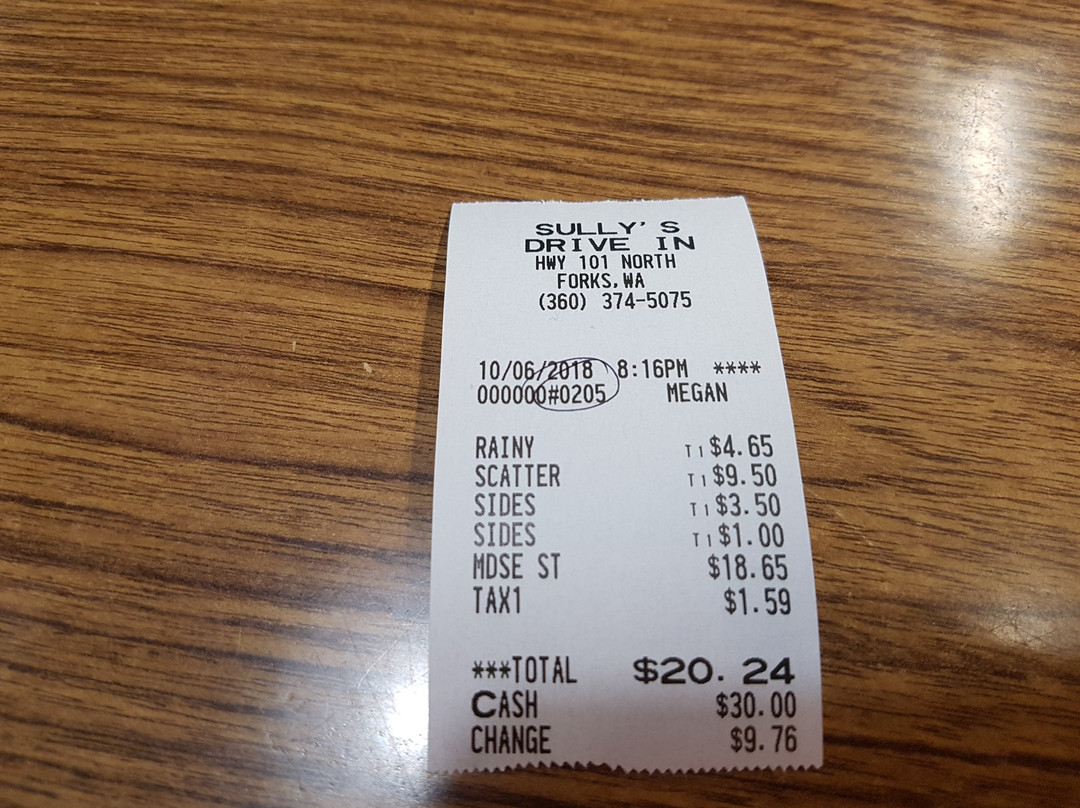 SULLY'S
DRIVE IN
HWY 101 NORTH
FORKS, WA
(360) 374-5075
10/06/2018 8:16PM ****
000000#0205 MEGAN
RAINY T1 $4.65
SCATTER T1 $9.50
SIDES T1 $3.50
SIDES T1 $1.00
MDSE ST $18.65
TAX1 $1.59
***TOTAL $20.24
CASH $30.00
CHANGE $9.76